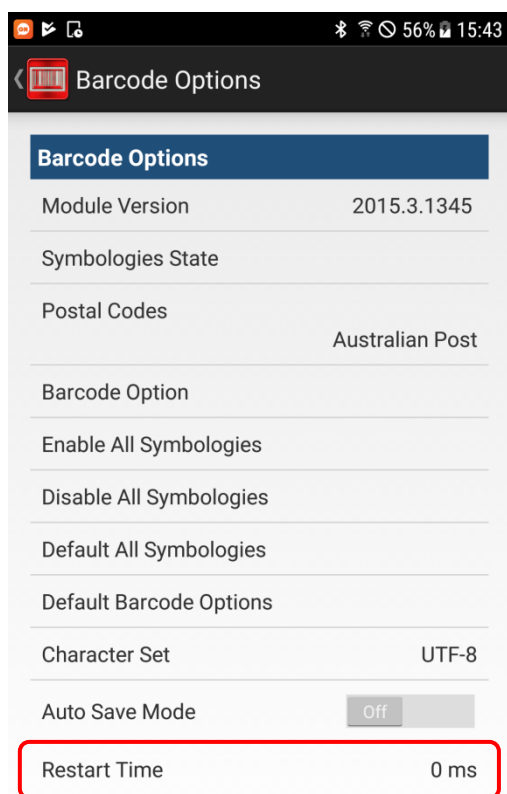 56% 15:43
Barcode Options
Barcode Options
Module Version 2015.3.1345
Symbologies State
Postal Codes
Australian Post
Barcode Option
Enable All Symbologies
Disable All Symbologies
Default All Symbologies
Default Barcode Options
Character Set UTF-8
Auto Save Mode Off
Restart Time 0 ms